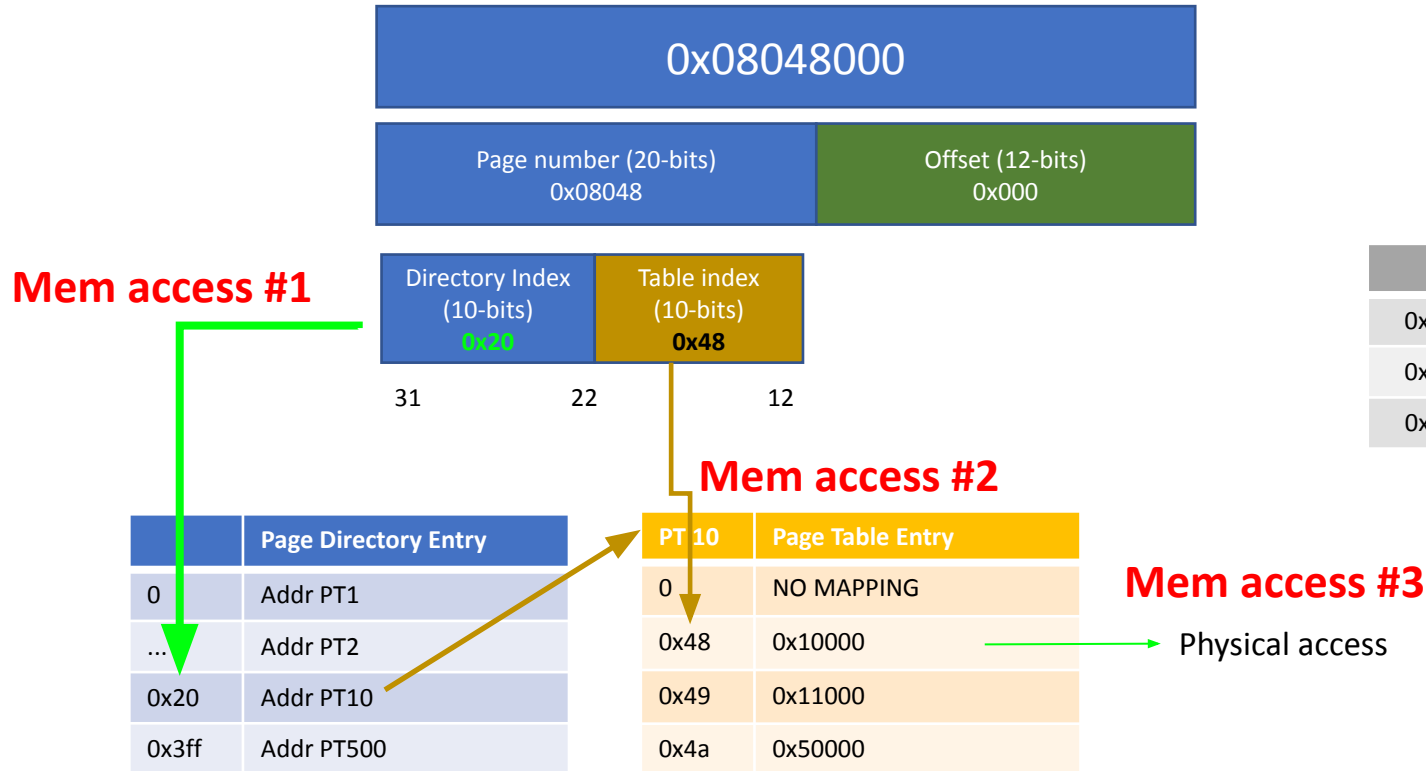 0x08048000
Page number (20-bits)
0x08048
Offset (12-bits)
0x000
Mem access #1
Directory Index
(10-bits)
0x20
Table index
(10-bits)
0x48
31
22
12
0x
0x
0x
Mem access #2
Page Directory Entry
0 Addr PT1
... Addr PT2
0x20 Addr PT10
0x3ff Addr PT500
PT 10 Page Table Entry
0 NO MAPPING
0x48 0x10000
0x49 0x11000
0x4a 0x50000
Mem access #3
Physical access